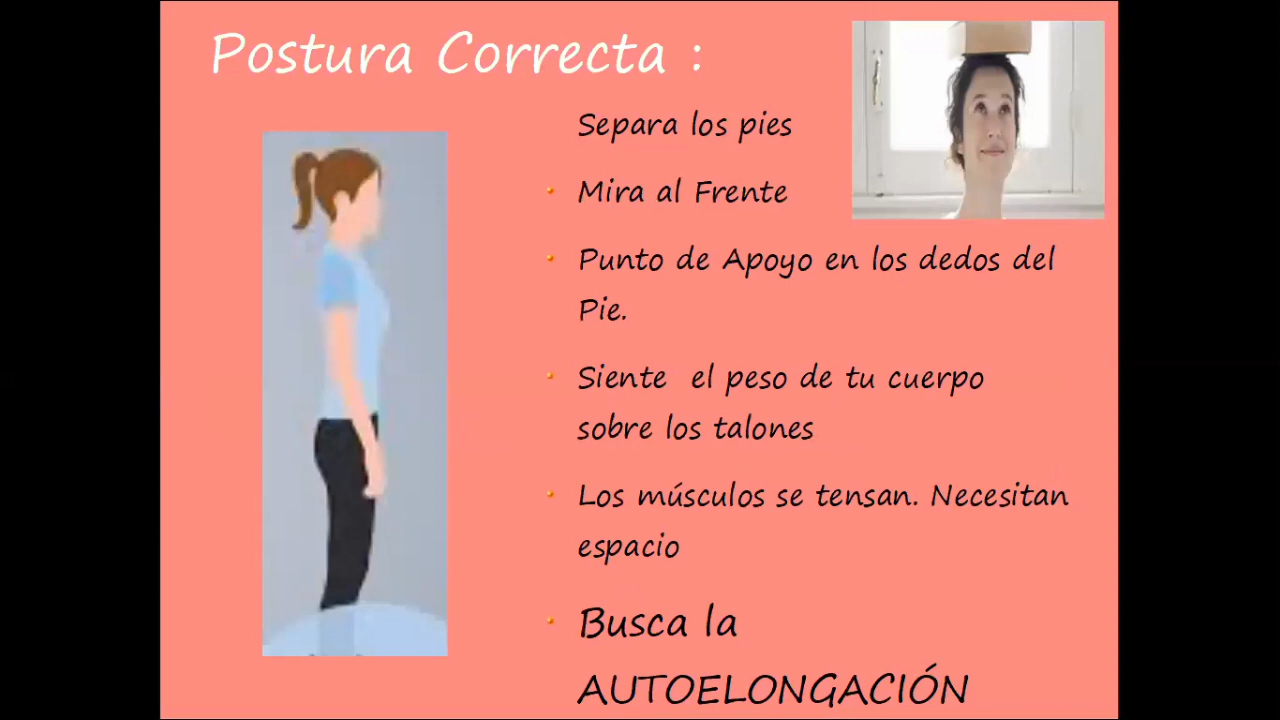 Postura Correcta :
Separa los pies
• Mira al Frente
• Punto de Apoyo en los dedos del
Pie.
• Siente el peso de tu cuerpo
sobre los talones
• Los músculos se tensan. Necesitan
espacio
• Busca la
AUTOELONGACIÓN